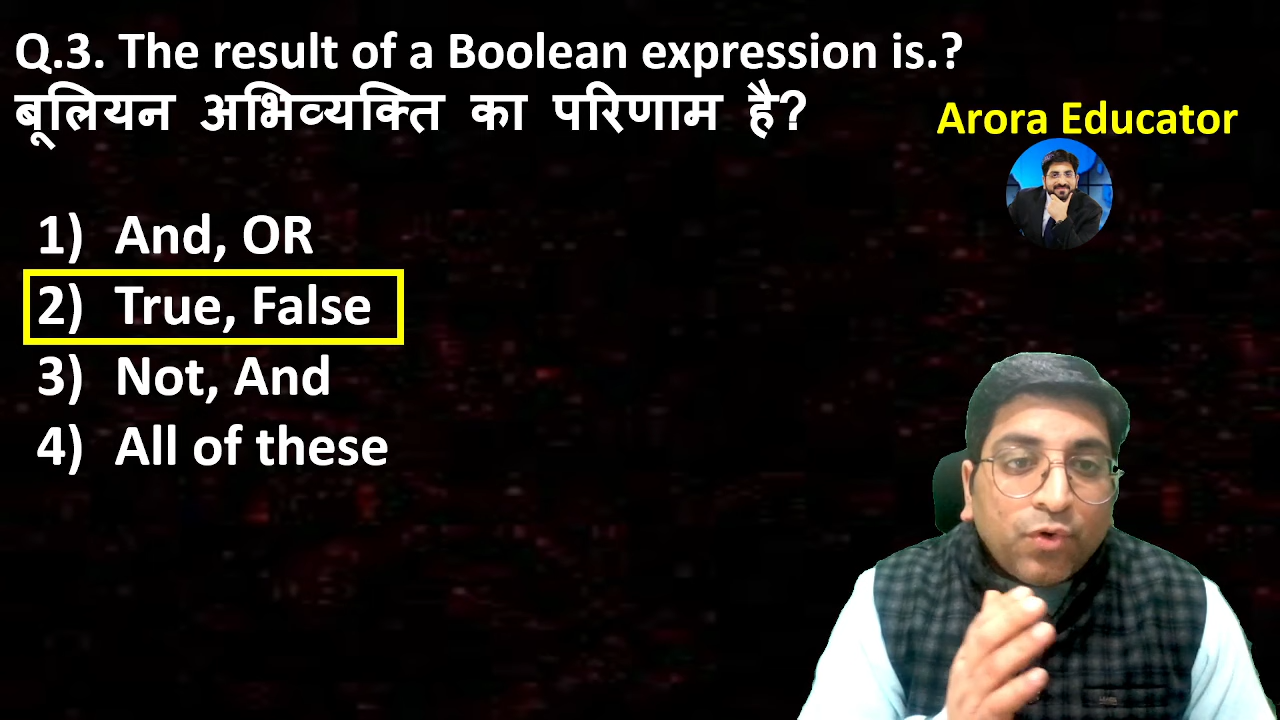 Q.3. The result of a Boolean expression is.?
बूलियन अभिव्यक्ति का परिणाम है?
Arora Educator
1) And, OR
2) True, False
3) Not, And
4) All of these